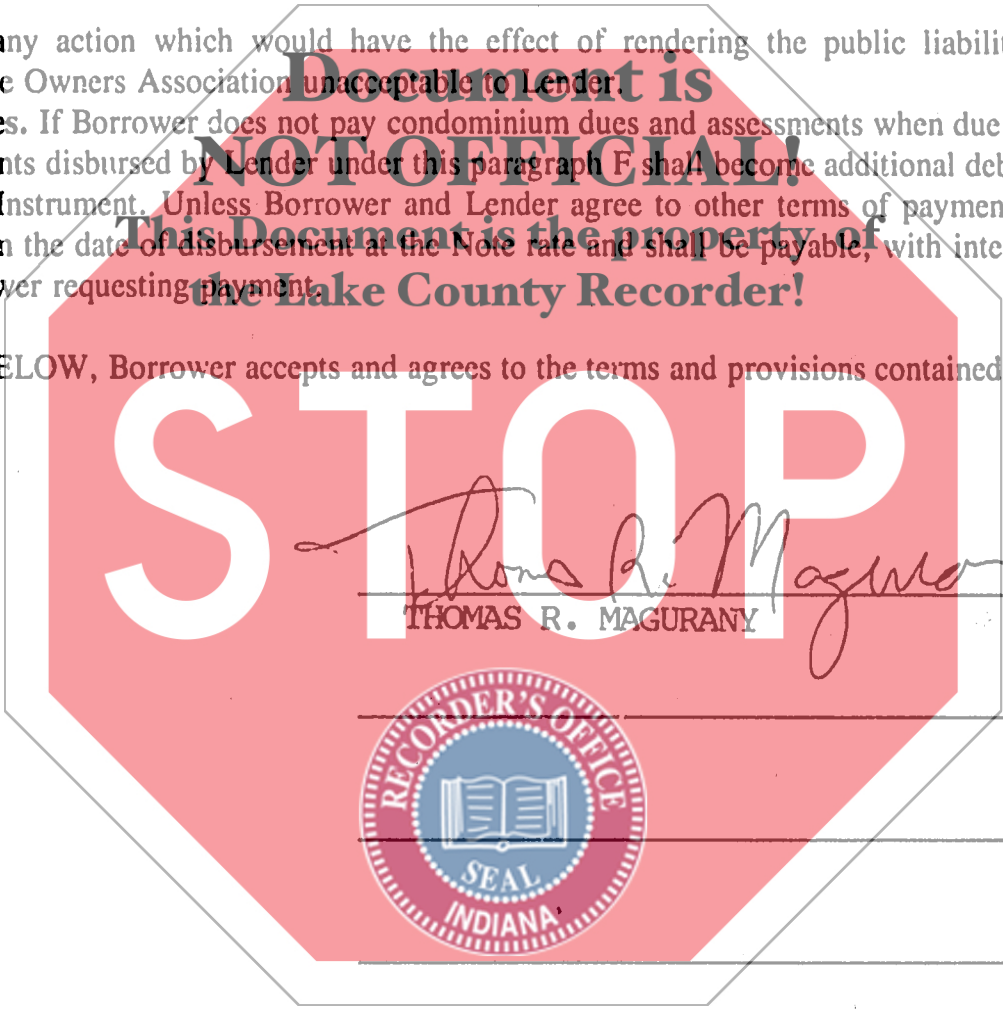 any action which would have the effect of rendering the public liabilit
e Owners Association unacceptable to Lender.
Document is
s. If Borrower does not pay condominium dues and assessments when due
nts disbursed by Lender under this paragraph F shall become additional deb
NOT OFFICIAL!
Instrument. Unless Borrower and Lender agree to other terms of paymen
n the date of disbursement at the Note rate and shall be payable, with inte
This Document is the property of
wer requesting payment.
the Lake County Recorder!
ELOW, Borrower accepts and agrees to the terms and provisions contained
STOP
THOMAS R. MAGURANY
RECORDER'S OFFICE
SEAL
INDIANA